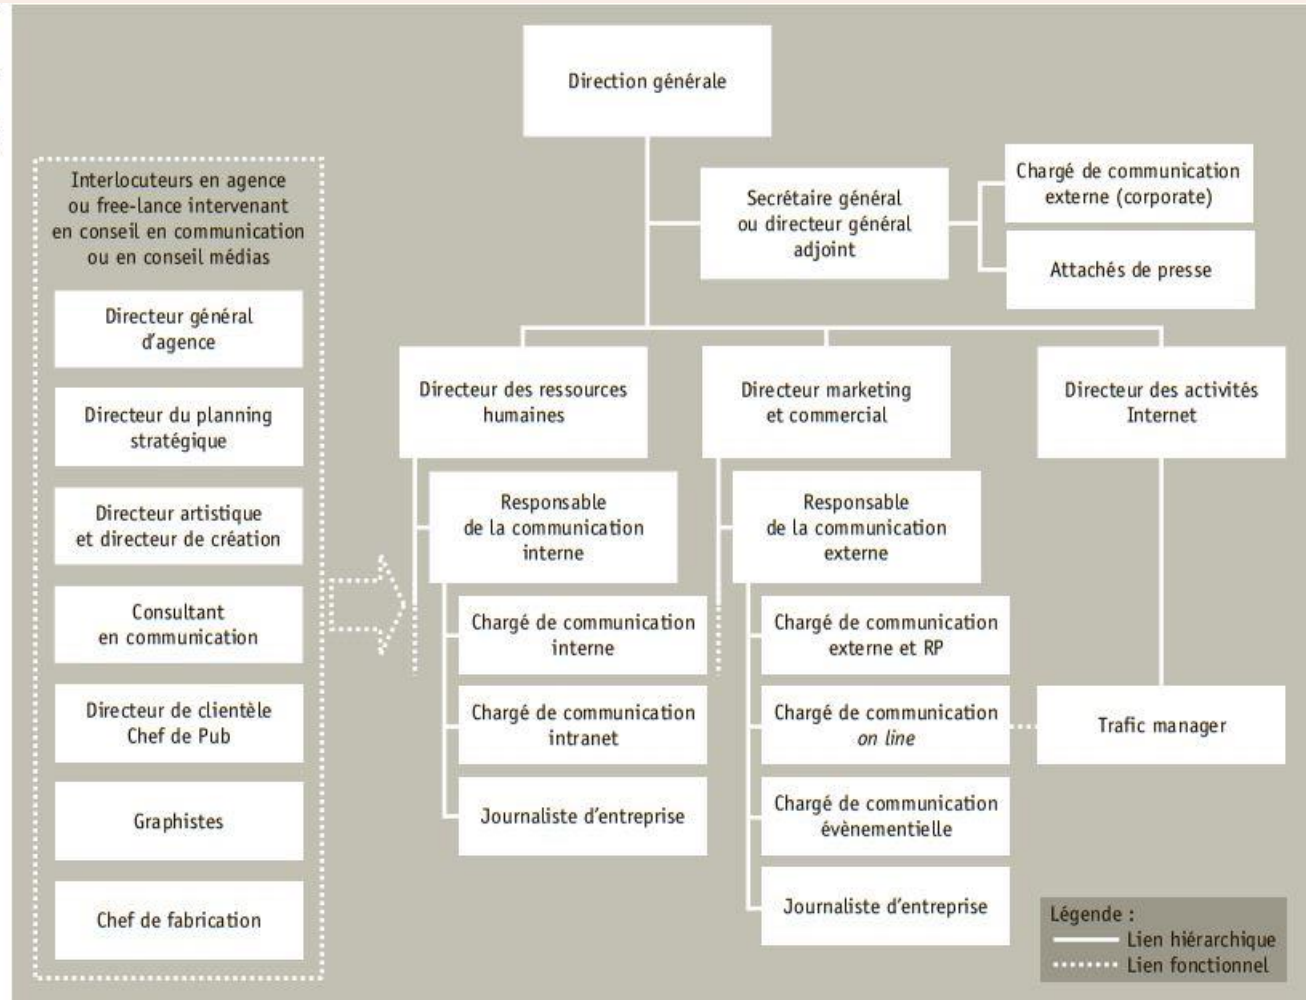 Direction générale
Secrétaire général
ou directeur général
adjoint
Chargé de communication
externe (corporate)
Attachés de presse
Interlocuteurs en agence
ou free-lance intervenant
en conseil en communication
ou en conseil médias
Directeur général
d'agence
Directeur du planning
stratégique
Directeur artistique
et directeur de création
Consultant
en communication
Directeur de clientèle
Chef de Pub
Graphistes
Chef de fabrication
Directeur des ressources
humaines
Responsable
de la communication
interne
Chargé de communication
interne
Chargé de communication
intranet
Journaliste d'entreprise
Directeur marketing
et commercial
Responsable
de la communication
externe
Chargé de communication
externe et RP
Chargé de communication
on line
Chargé de communication
évènementielle
Journaliste d'entreprise
Directeur des activités
Internet
Trafic manager
Légende :
Lien hiérarchique
Lien fonctionnel